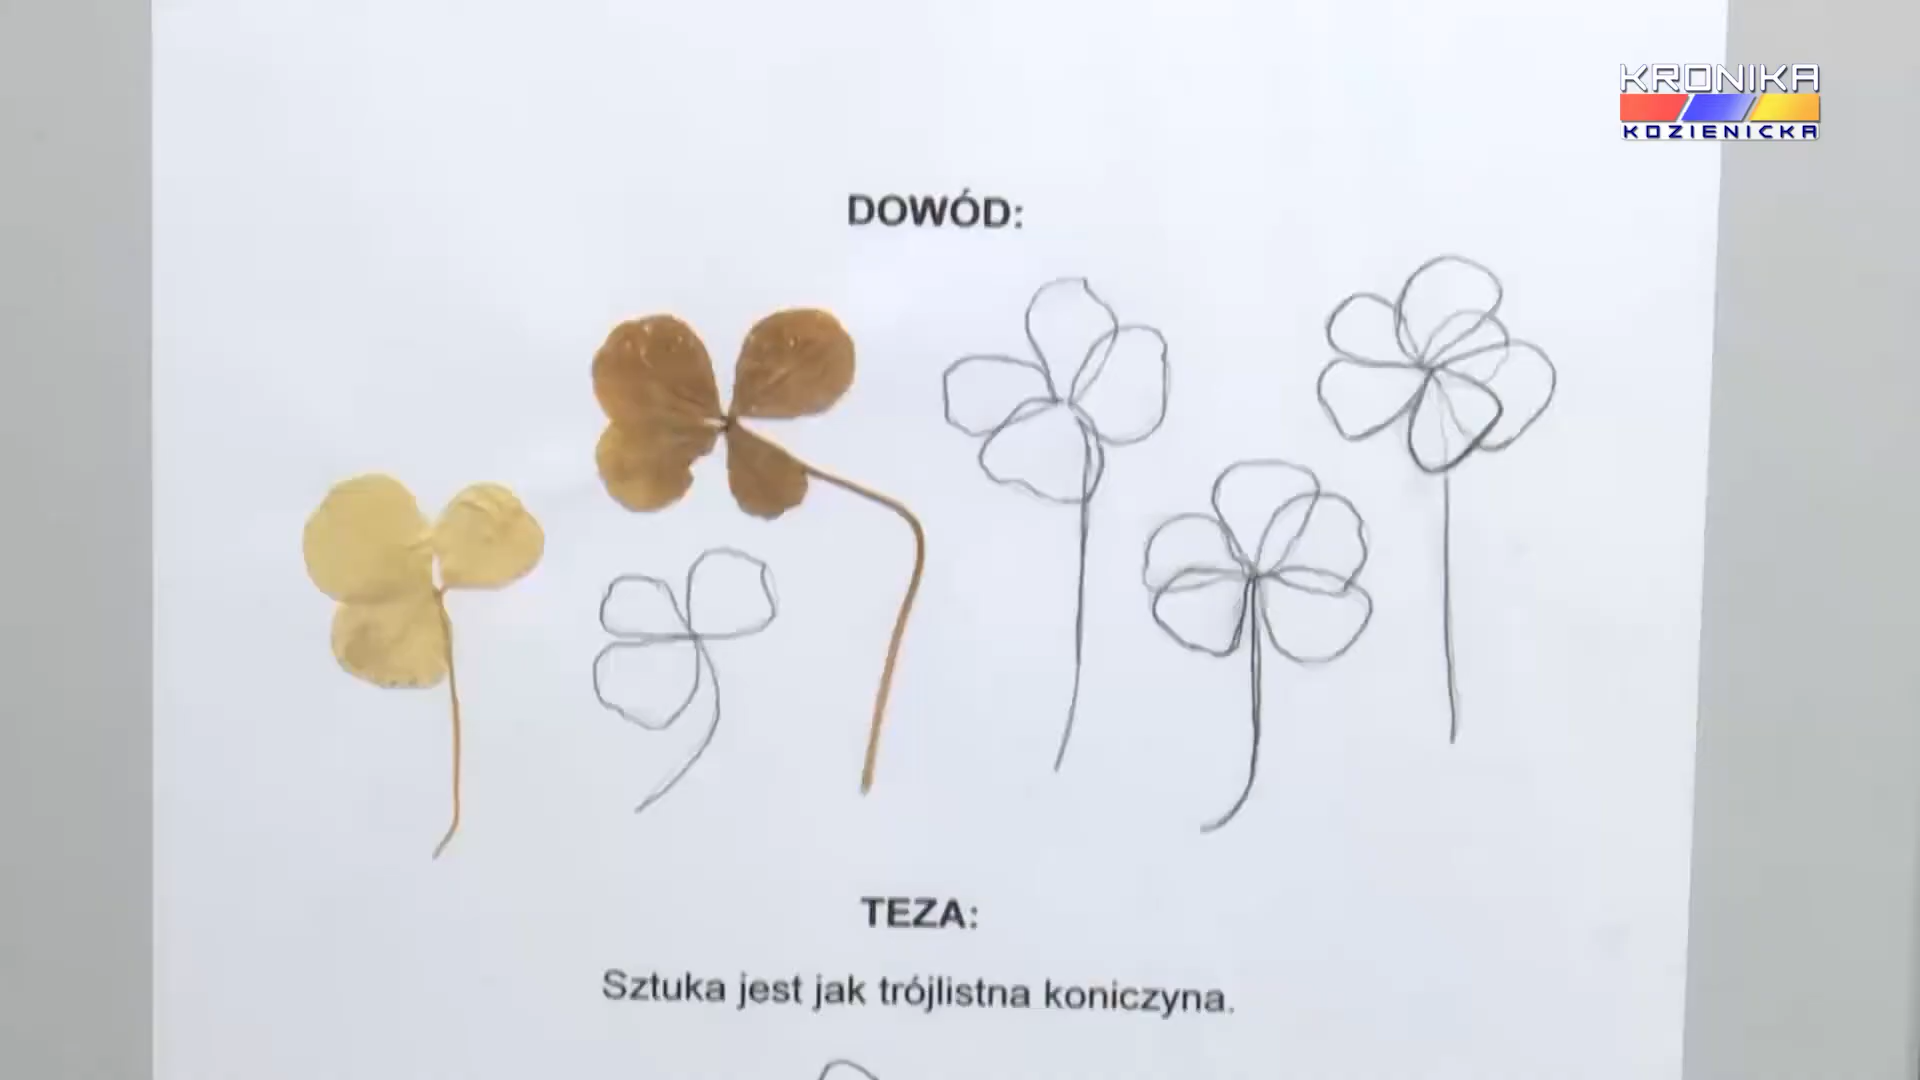 KRONIKA
KOZIENICKA
DOWÓD:
TEZA:
Sztuka jest jak trójlistna koniczyna.